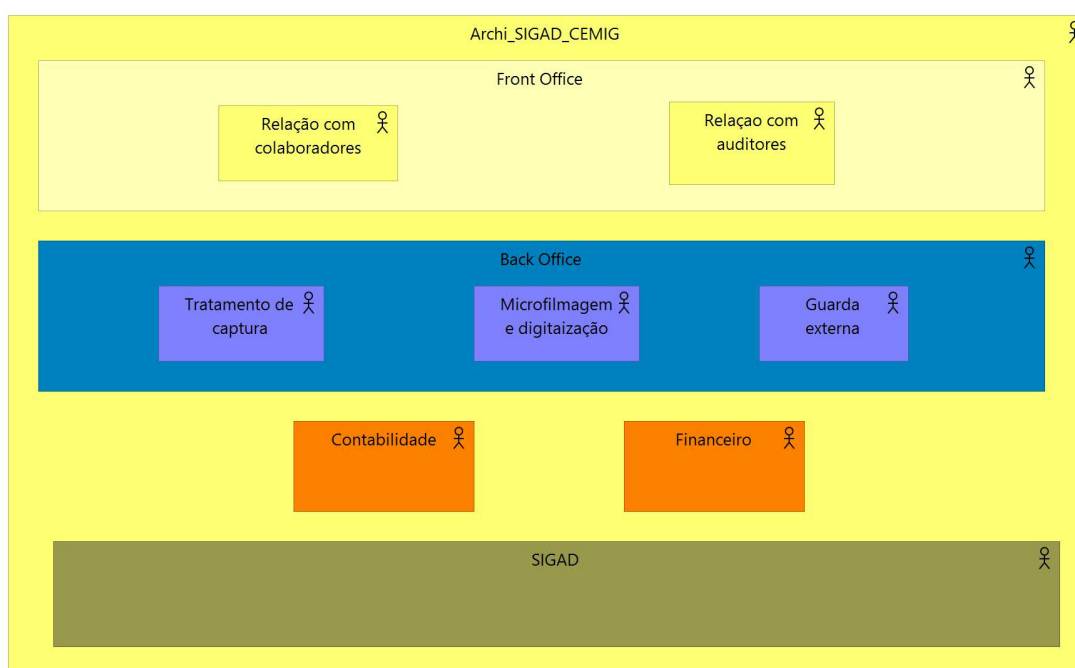 Archi_SIGAD_CEMIG
Front Office
Relação com
colaboradores
Relaçao com
auditores
Back Office
Tratamento de
captura
Microfilmagem
e digitaização
Guarda
externa
Contabilidade
Financeiro
SIGAD